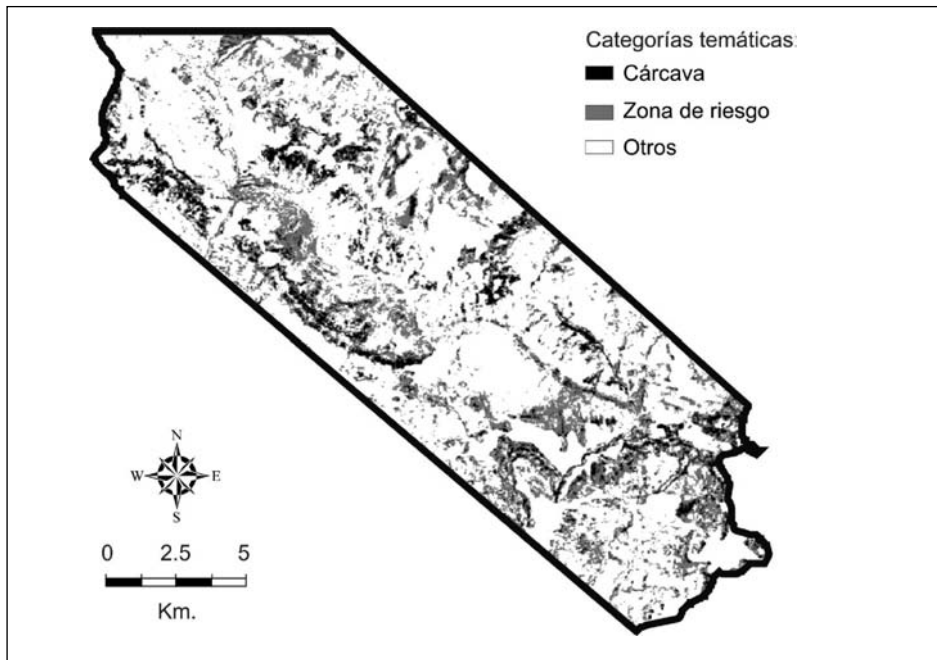 Categorías temáticas:
Cárcava
Zona de riesgo
Otros
N
W E
S
0 2.5 5
Km.